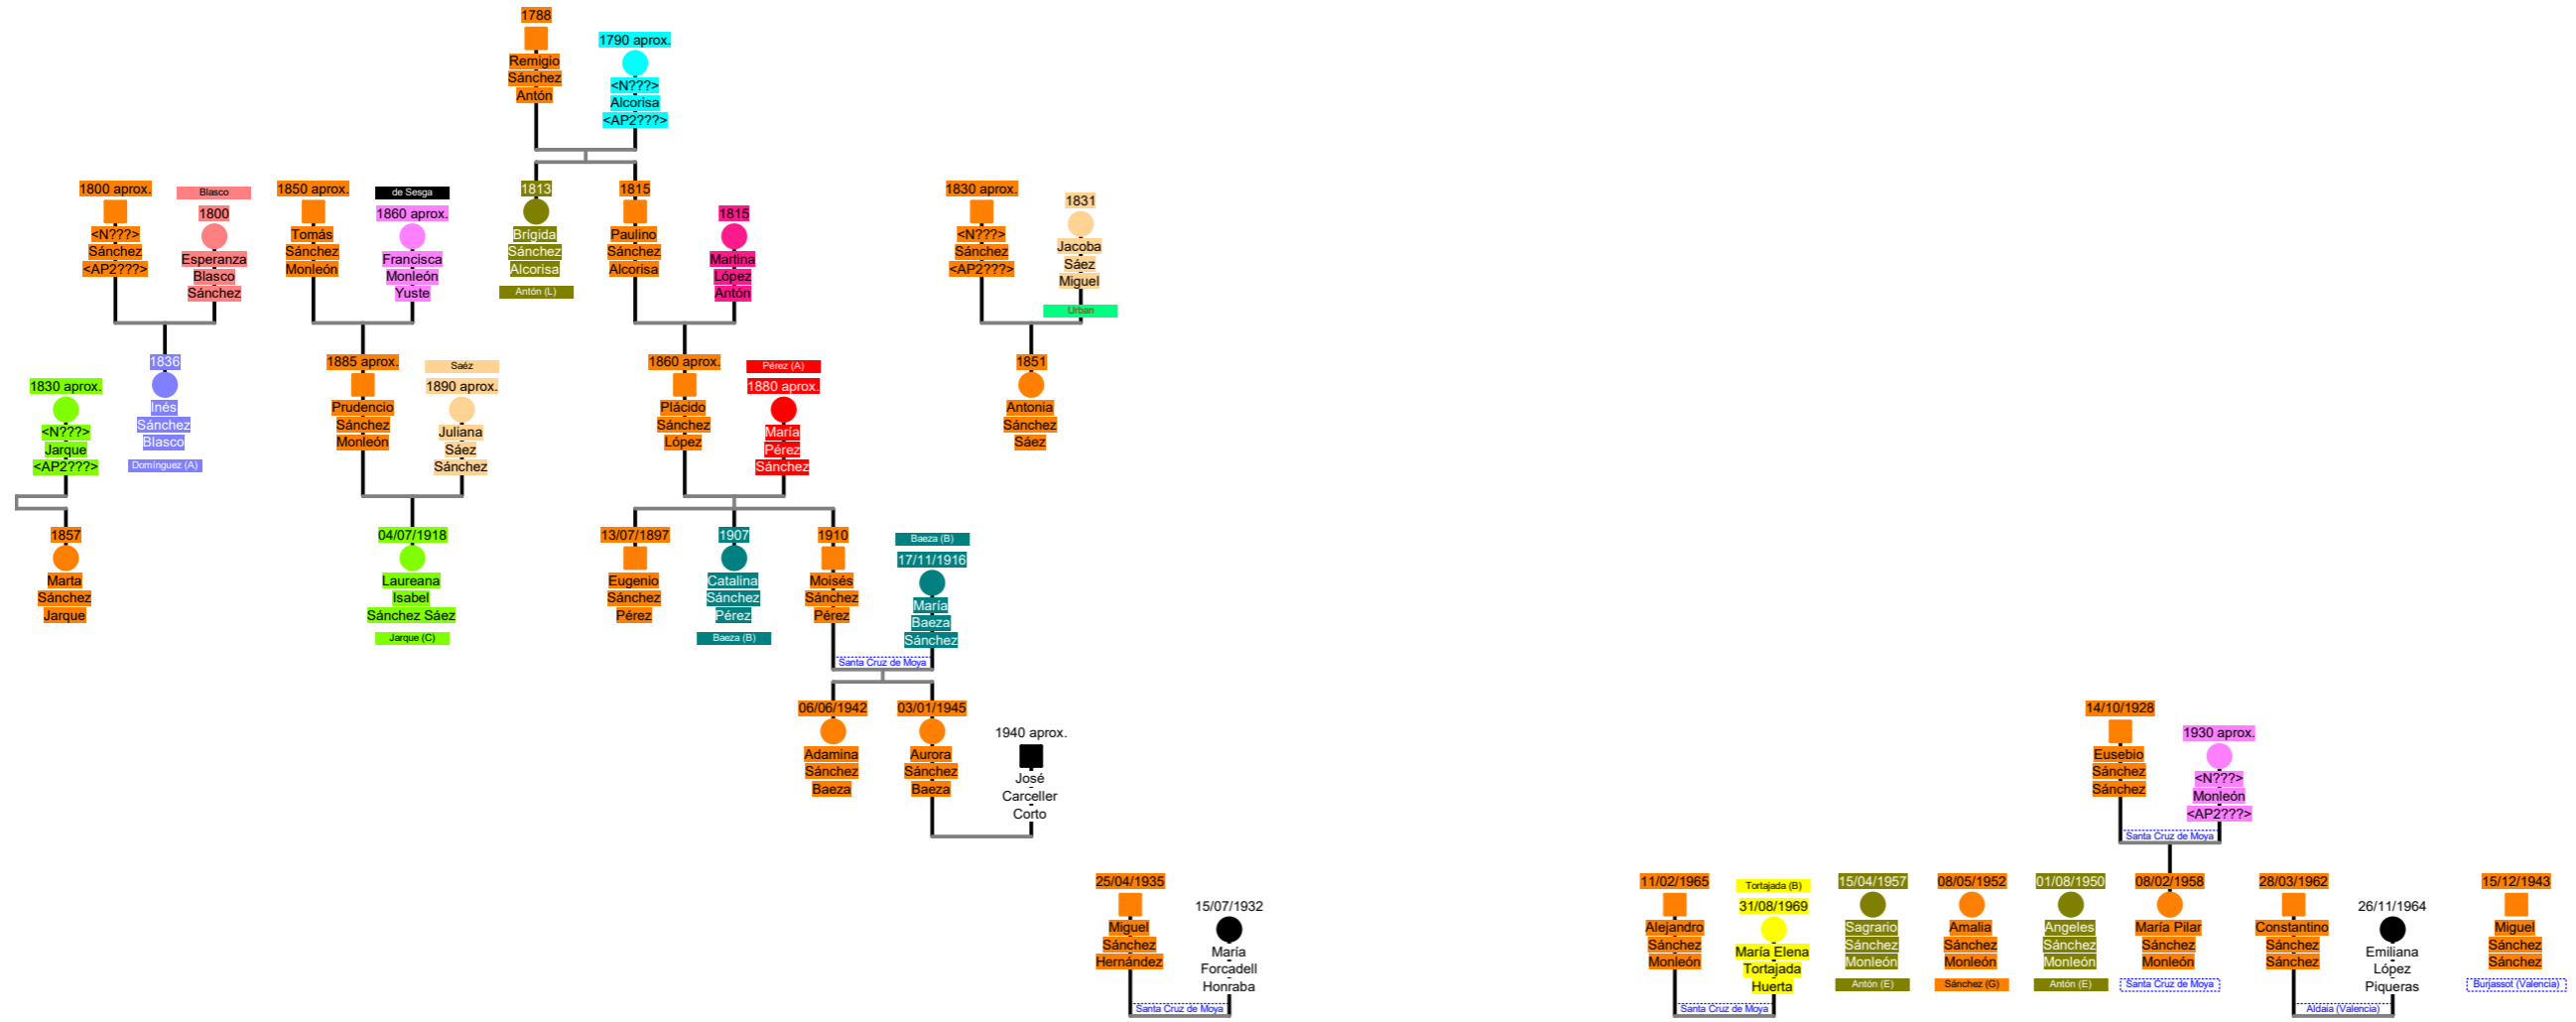 1788
Remigio
Sánchez
Antón
1790 aprox.
<N???>
Alcorisa
<AP2???>
1800 aprox.
<N???>
Sánchez
<AP2???>
Blasco
1800
Esperanza
Blasco
Sánchez
1850 aprox.
Tomás
Sánchez
Monleón
de Sesga
1860 aprox.
Francisca
Monleón
Yuste
1813
Brígida
Sánchez
Alcorisa
Antón (L)
1815
Paulino
Sánchez
Alcorisa
1815
Martina
López
Antón
1830 aprox.
<N???>
Sánchez
<AP2???>
1831
Jacoba
Sáez
Miguel
Urban
1830 aprox.
<N???>
Jarque
<AP2???>
1836
Inés
Sánchez
Blasco
Domínguez (A)
1885 aprox.
Prudencio
Sánchez
Monleón
Saéz
1890 aprox.
Juliana
Sáez
Sánchez
1860 aprox.
Plácido
Sánchez
López
Pérez (A)
1880 aprox.
María
Pérez
Sánchez
1851
Antonia
Sánchez
Sáez
1857
Marta
Sánchez
Jarque
04/07/1918
Laureana
Isabel
Sánchez Sáez
Jarque (C)
13/07/1897
Eugenio
Sánchez
Pérez
1907
Catalina
Sánchez
Pérez
Baeza (B)
1910
Moisés
Sánchez
Pérez
Baeza (B)
17/11/1916
María
Baeza
Sánchez
Santa Cruz de Moya
06/06/1942
Adamina
Sánchez
Baeza
03/01/1945
Aurora
Sánchez
Baeza
1940 aprox.
José
Carceller
Corto
14/10/1928
Eusebio
Sánchez
Sánchez
1930 aprox.
<N???>
Monleón
<AP2???>
Santa Cruz de Moya
25/04/1935
Miguel
Sánchez
Hernández
15/07/1932
María
Forcadell
Honraba
Santa Cruz de Moya
11/02/1965
Alejandro
Sánchez
Monleón
Tortajada (B)
31/08/1969
María Elena
Tortajada
Huerta
Santa Cruz de Moya
15/04/1957
Sagrario
Sánchez
Monleón
Antón (E)
08/05/1952
Amalia
Sánchez
Monleón
Sánchez (G)
01/08/1950
Angeles
Sánchez
Monleón
Antón (E)
08/02/1958
María Pilar
Sánchez
Monleón
Santa Cruz de Moya
28/03/1962
Constantino
Sánchez
Sánchez
26/11/1964
Emiliana
López
Piqueras
Aldaia (Valencia)
15/12/1943
Miguel
Sánchez
Sánchez
Burjassot (Valencia)